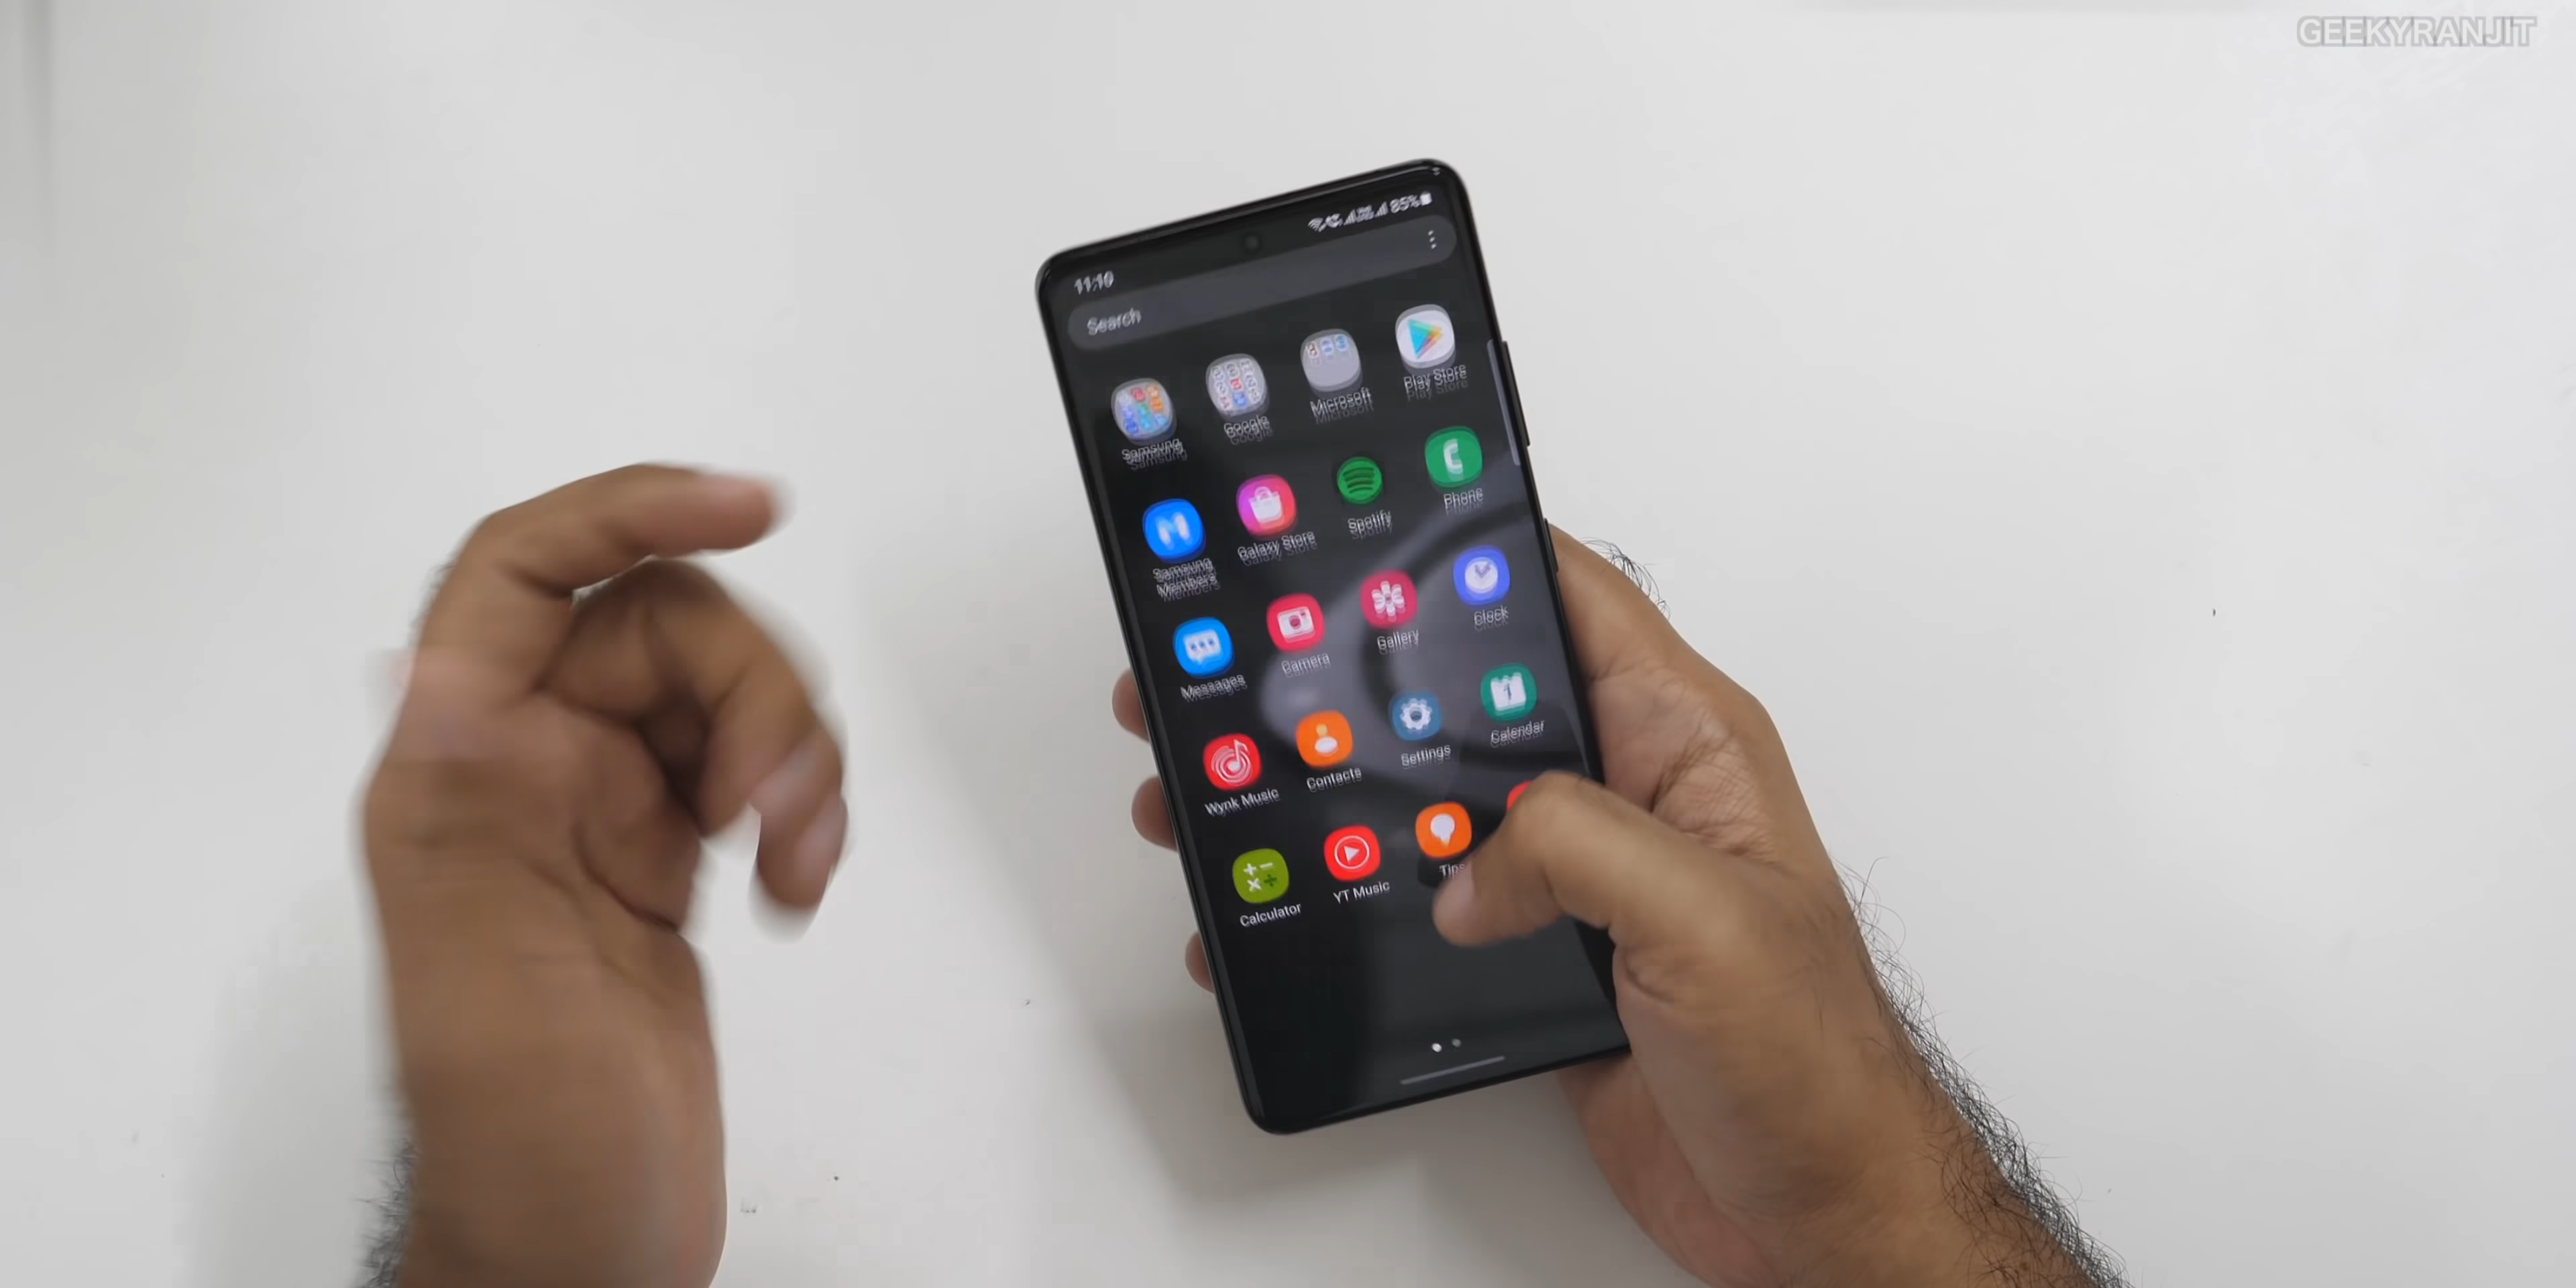 GEEKYRANJIT
85%
11:10
Search
Samsung
Google
Microsoft
Play Store
Samsung
Members
Galaxy Store
Spotify
Phone
Messages
Camera
Gallery
Clock
Wynk Music
Contacts
Settings
Calendar
Calculator
YT Music
Tips